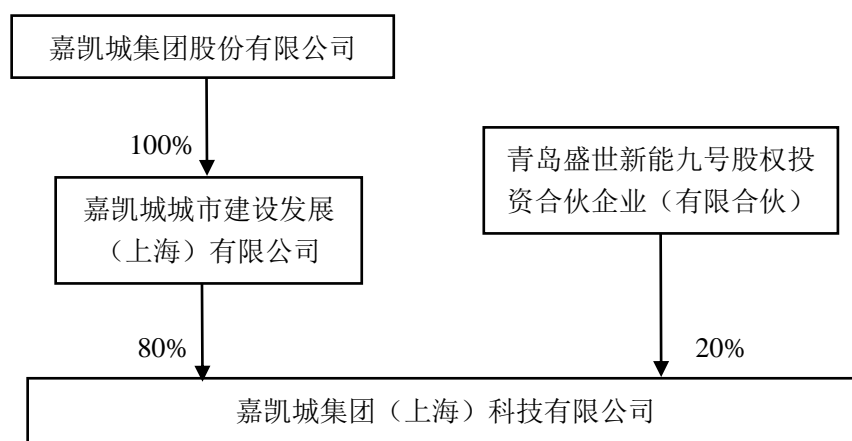 嘉凯城集团股份有限公司
100%
青岛盛世新能九号股权投
资合伙企业（有限合伙）
嘉凯城城市建设发展
（上海）有限公司
80%
20%
嘉凯城集团（上海）科技有限公司